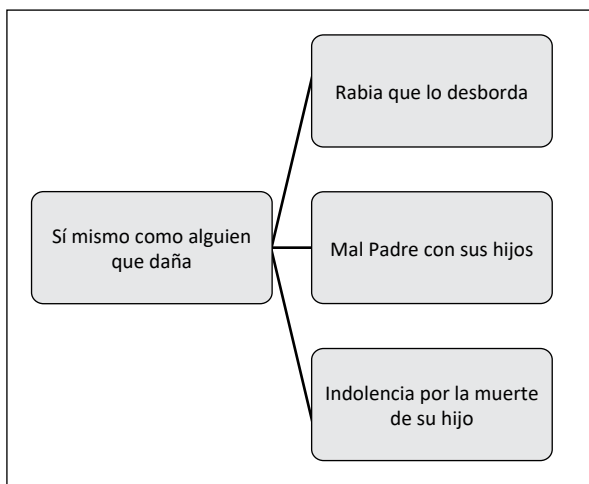 Rabia que lo desborda
Sí mismo como alguien
que daña
Mal Padre con sus hijos
Indolencia por la muerte
de su hijo